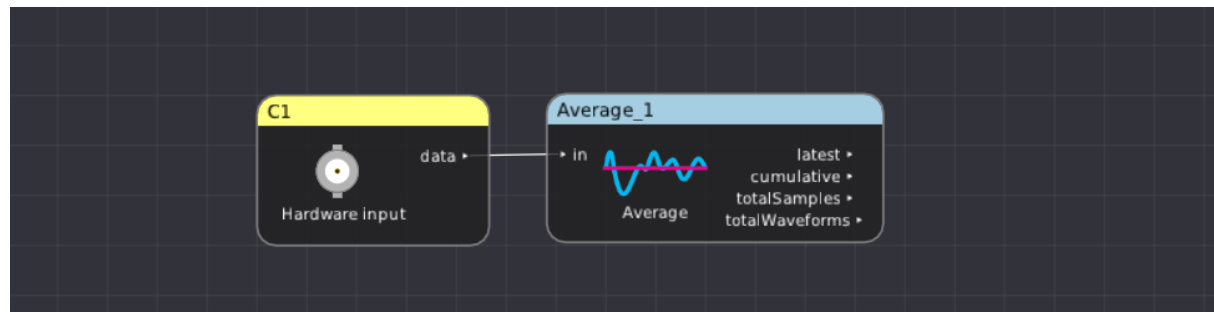 C1
data
Hardware input
Average_1
in
Average
latest
cumulative
totalSamples
totalWaveforms